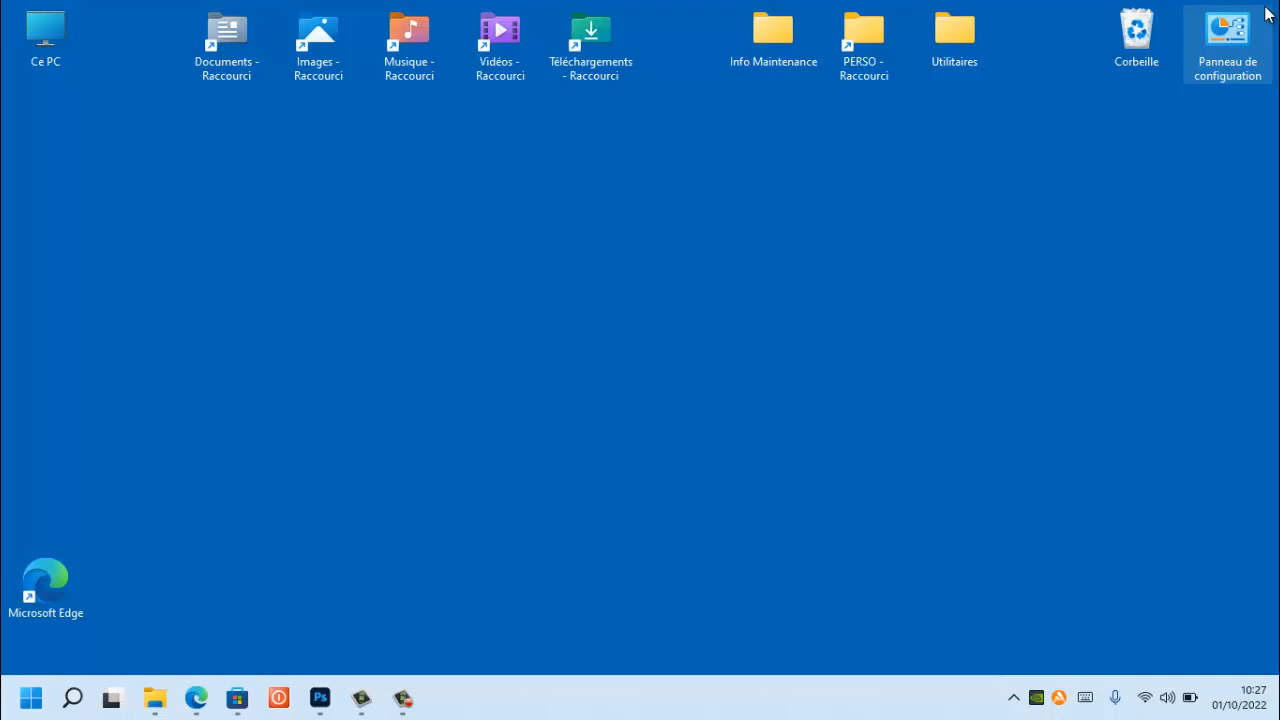 Ce PC
Documents -
Raccourci
Images -
Raccourci
Musique -
Raccourci
Vidéos -
Raccourci
Téléchargements
- Raccourci
Info Maintenance
PERSO -
Raccourci
Utilitaires
Corbeille
Panneau de
configuration
Microsoft Edge
Ps
10:27
01/10/2022